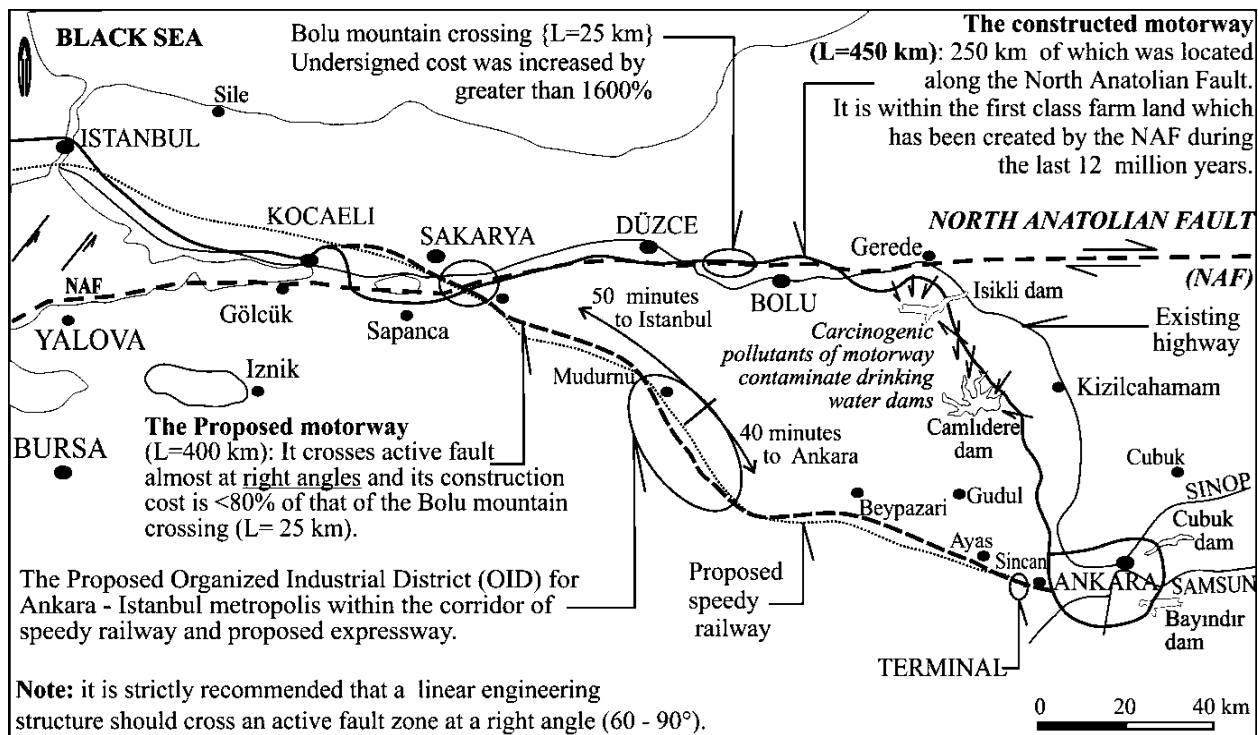 BLACK SEA
Bolu mountain crossing {L=25 km}
Undersigned cost was increased by
greater than 1600%
The constructed motorway
(L=450 km): 250 km of which was located
along the North Anatolian Fault.
It is within the first class farm land which
has been created by the NAF during
the last 12 million years.
Sile
ISTANBUL
KOCAELI
SAKARYA
DÜZCE
NORTH ANATOLIAN FAULT
(NAF)
Gerede
NAF
YALOVA
Gölcük
Sapanca
BOLU
Isikli dam
50 minutes
to Istanbul
Existing
highway
Carcinogenic
pollutants of motorway
contaminate drinking
water dams
Iznik
Mudurnu
Kizilcahamam
Camlıdere
dam
The Proposed motorway
(L=400 km): It crosses active fault
almost at right angles and its construction
cost is <80% of that of the Bolu mountain
crossing (L= 25 km).
BURSA
40 minutes
to Ankara
Cubuk
SINOP
Beypazari
Gudul
Cubuk
dam
Ayas
Sincan
ANKARA
SAMSUN
Bayındır
dam
The Proposed Organized Industrial District (OID) for
Ankara - Istanbul metropolis within the corridor of
speedy railway and proposed expressway.
Proposed
speedy
railway
TERMINAL
Note: it is strictly recommended that a linear engineering
structure should cross an active fault zone at a right angle (60 - 90°).
0 20 40 km